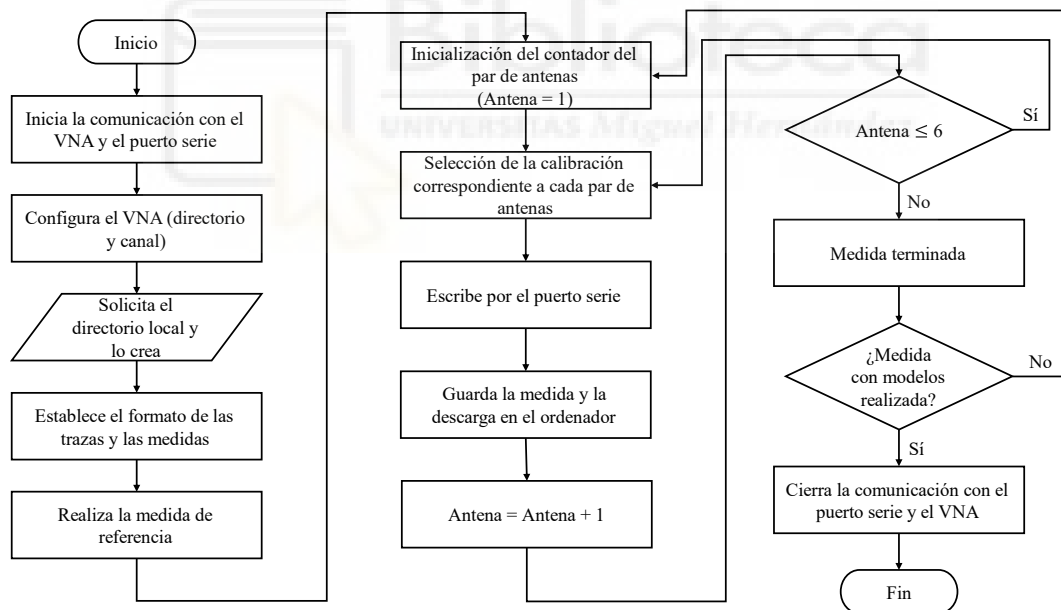 Biblioteca
UNIVERSITAS Miguel Hernández
Inicio
Inicia la comunicación con el
VNA y el puerto serie
Configura el VNA (directorio
y canal)
Solicita el
directorio local y
lo crea
Establece el formato de las
trazas y las medidas
Realiza la medida de
referencia
Inicialización del contador del
par de antenas
(Antena = 1)
Selección de la calibración
correspondiente a cada par de
antenas
Escribe por el puerto serie
Guarda la medida y la
descarga en el ordenador
Antena = Antena + 1
Antena ≤ 6
Sí
No
Medida terminada
¿Medida
con modelos
realizada?
No
Sí
Cierra la comunicación con el
puerto serie y el VNA
Fin